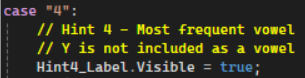 case "4":
// Hint 4 - Most frequent vowel
// Y is not included as a vowel
Hint4_Label.Visible = true;